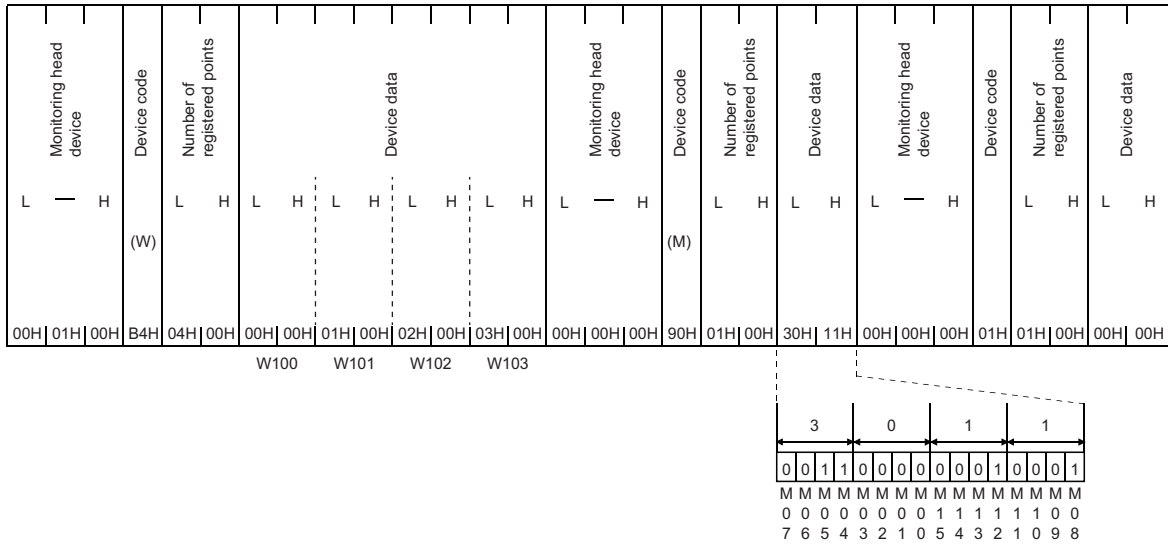 Monitoring head device
Device code
Number of registered points
Device data
Monitoring head device
Device code
Number of registered points
Device data
Monitoring head device
Device code
Number of registered points
Device data
L — H L H L H L H L H L H L — H L H L H L — H L H L H
(W) (M)
00H 01H 00H B4H 04H 00H 00H 00H 01H 00H 02H 00H 03H 00H 00H 00H 00H 90H 01H 00H 30H 11H 00H 00H 00H 01H 01H 00H 00H 00H
W100 W101 W102 W103
3 0 1 1
0 0 1 1 0 0 0 0 0 0 0 1 0 0 0 1
M M M M M M M M M M M M M M M M
0 0 0 0 0 0 0 0 1 1 1 1 1 1 0 0
7 6 5 4 3 2 1 0 5 4 3 2 1 0 9 8